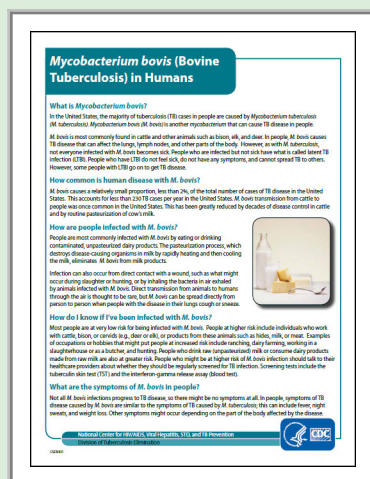 Mycobacterium bovis (Bovine
Tuberculosis) in Humans
What is Mycobacterium bovis?
In the United States, the majority of tuberculosis (TB) cases in people are caused by Mycobacterium tuberculosis
(M. tuberculosis). Mycobacterium bovis (M. bovis) is another mycobacterium that can cause TB disease in people.
M. bovis is most commonly found in cattle and other animals such as bison, elk, and deer. In people, M. bovis causes
TB disease that can affect the lungs, lymph nodes, and other parts of the body. However, as with M. tuberculosis,
not everyone infected with M. bovis becomes sick. People who are infected but not sick have what is called latent TB
infection (LTBI). People who have LTBI do not feel sick, do not have any symptoms, and cannot spread TB to others.
However, some people with LTBI go on to get TB disease.
How common is human disease with M. bovis?
M. bovis causes a relatively small proportion, less than 2%, of the total number of cases of TB disease in the United
States. This accounts for less than 230 TB cases per year in the United States. M. bovis transmission from cattle to
people was once common in the United States. This has been greatly reduced by decades of disease control in cattle
and by routine pasteurization of cow's milk.
How are people infected with M. bovis?
People are most commonly infected with M. bovis by eating or drinking
contaminated, unpasteurized dairy products. The pasteurization process, which
destroys disease-causing organisms in milk by rapidly heating and then cooling
the milk, eliminates M. bovis from milk products.
Infection can also occur from direct contact with a wound, such as what might
occur during slaughter or hunting, or by inhaling the bacteria in air exhaled
by animals infected with M. bovis. Direct transmission from animals to humans
through the air is thought to be rare, but M. bovis can be spread directly from
person to person when people with the disease in their lungs cough or sneeze.
How do I know if I've been infected with M. bovis?
Most people are at very low risk for being infected with M. bovis. People at higher risk include individuals who work
with cattle, bison, or cervids (e.g., deer or elk), or products from these animals such as hides, milk, or meat. Examples
of occupations or hobbies that might put people at increased risk include ranching, dairy farming, working in a
slaughterhouse or as a butcher, and hunting. People who drink raw (unpasteurized) milk or consume dairy products
made from raw milk are also at greater risk. People who might be at higher risk of M. bovis infection should talk to their
healthcare providers about whether they should be regularly screened for TB infection. Screening tests include the
tuberculin skin test (TST) and the interferon-gamma release assay (blood test).
What are the symptoms of M. bovis in people?
Not all M. bovis infections progress to TB disease, so there might be no symptoms at all. In people, symptoms of TB
disease caused by M. bovis are similar to the symptoms of TB caused by M. tuberculosis; this can include fever, night
sweats, and weight loss. Other symptoms might occur depending on the part of the body affected by the disease.
National Center for HIV/AIDS, Viral Hepatitis, STD, and TB Prevention
Division of Tuberculosis Elimination
CDC